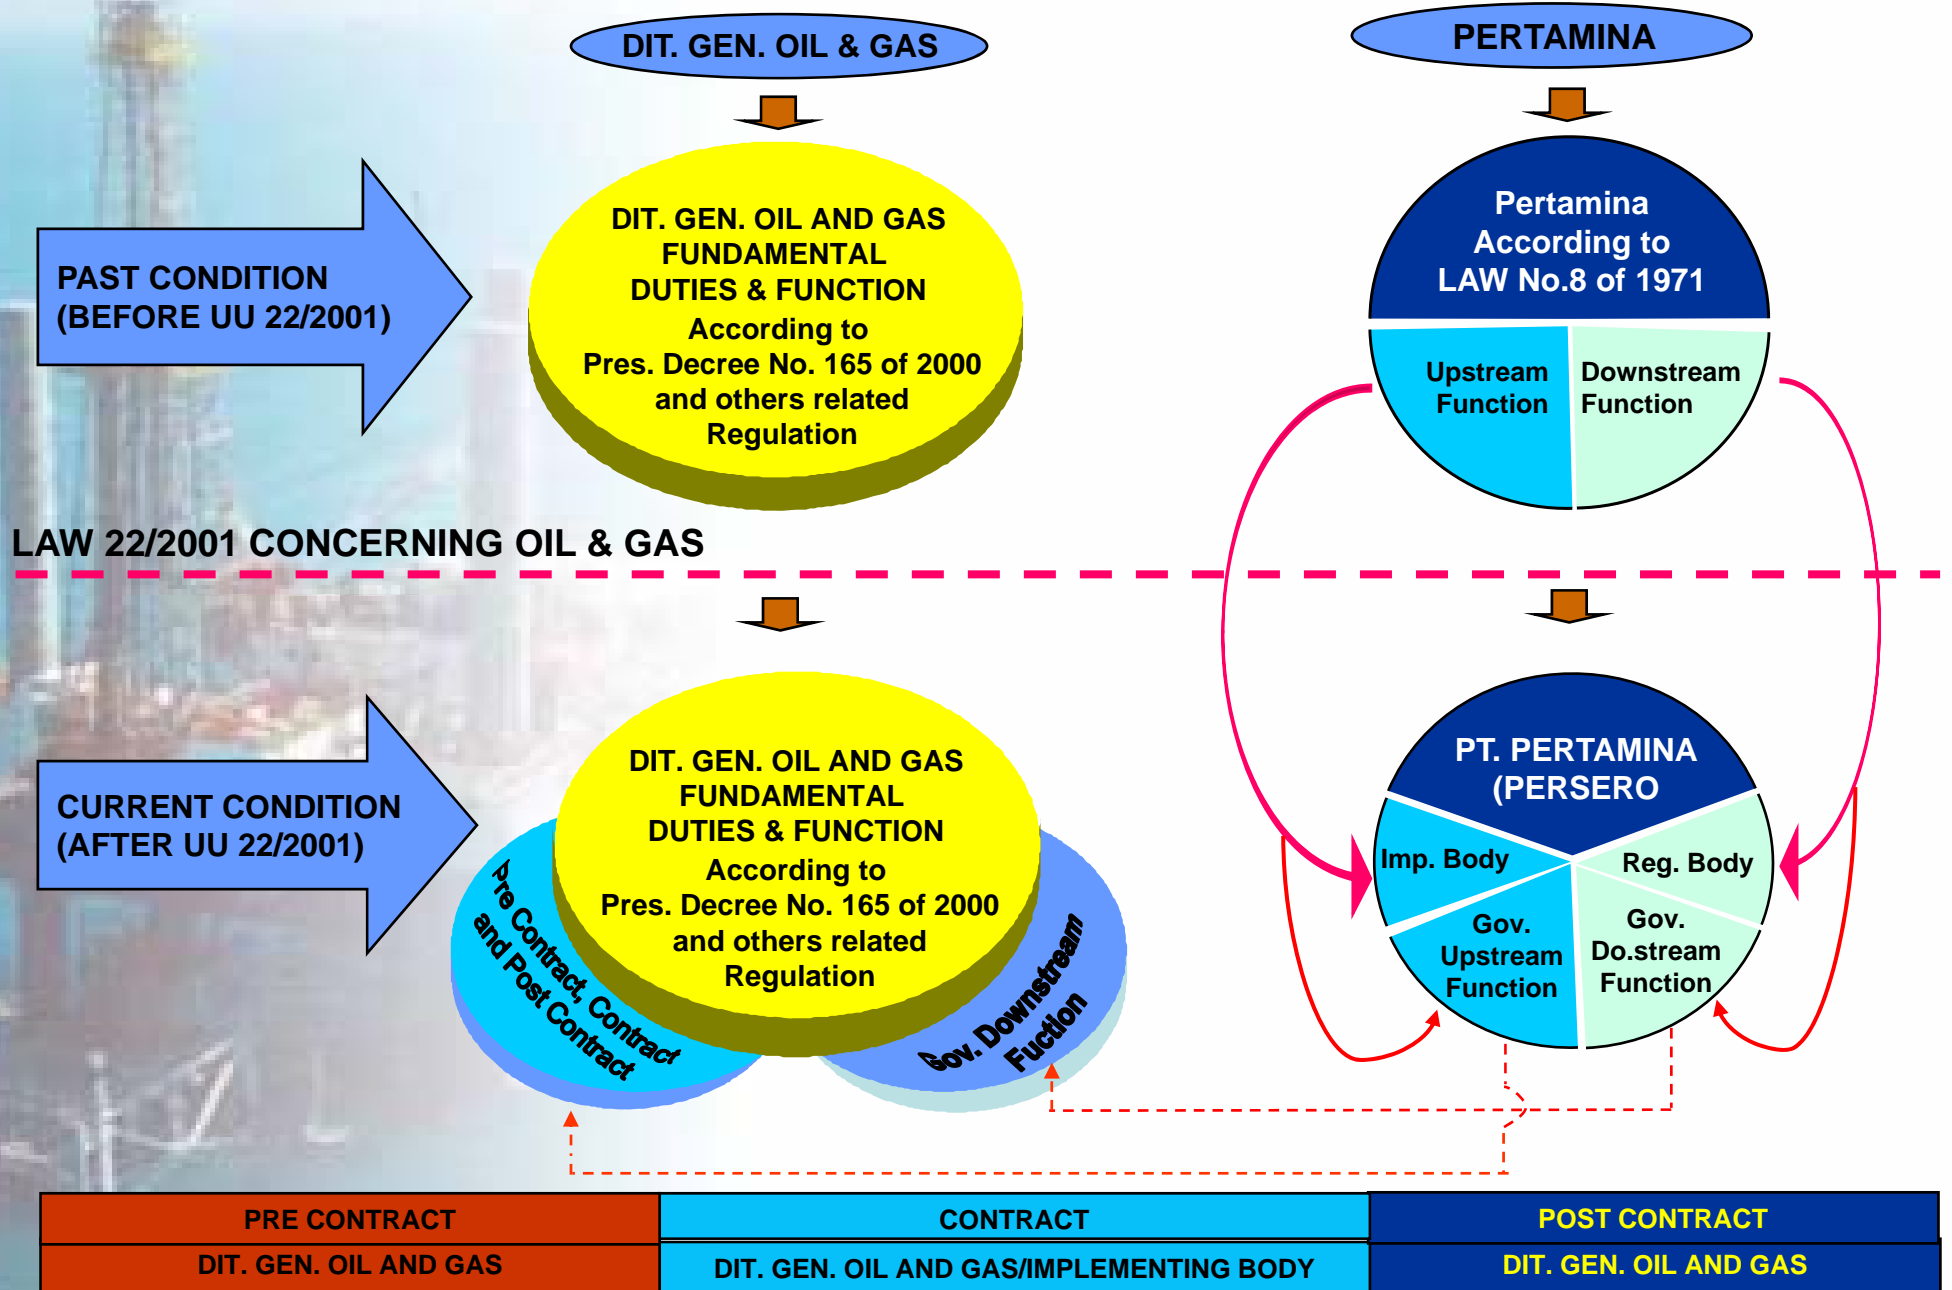 DIT. GEN. OIL & GAS
PERTAMINA
PAST CONDITION
(BEFORE UU 22/2001)
DIT. GEN. OIL AND GAS
FUNDAMENTAL
DUTIES & FUNCTION
According to
Pres. Decree No. 165 of 2000
and others related
Regulation
Pertamina
According to
LAW No.8 of 1971
Upstream
Function
Downstream
Function
LAW 22/2001 CONCERNING OIL & GAS
CURRENT CONDITION
(AFTER UU 22/2001)
DIT. GEN. OIL AND GAS
FUNDAMENTAL
DUTIES & FUNCTION
According to
Pres. Decree No. 165 of 2000
and others related
Regulation
Pre Contract, Contract
and Post Contract
Gov. Downstream
Fuction
PT. PERTAMINA
(PERSERO
Imp. Body
Reg. Body
Gov.
Upstream
Function
Gov.
Do.stream
Function
PRE CONTRACT
CONTRACT
POST CONTRACT
DIT. GEN. OIL AND GAS
DIT. GEN. OIL AND GAS/IMPLEMENTING BODY
DIT. GEN. OIL AND GAS